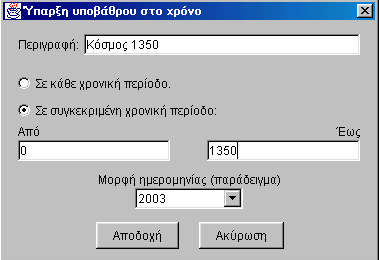 Ύπαρξη υποβάθρου στο χρόνο
Περιγραφή: Κόσμος 1350
Σε κάθε χρονική περίοδο.
Σε συγκεκριμένη χρονική περίοδο:
Από Έως
0 1350
Μορφή ημερομηνίας (παράδειγμα)
2003
Αποδοχή Ακύρωση